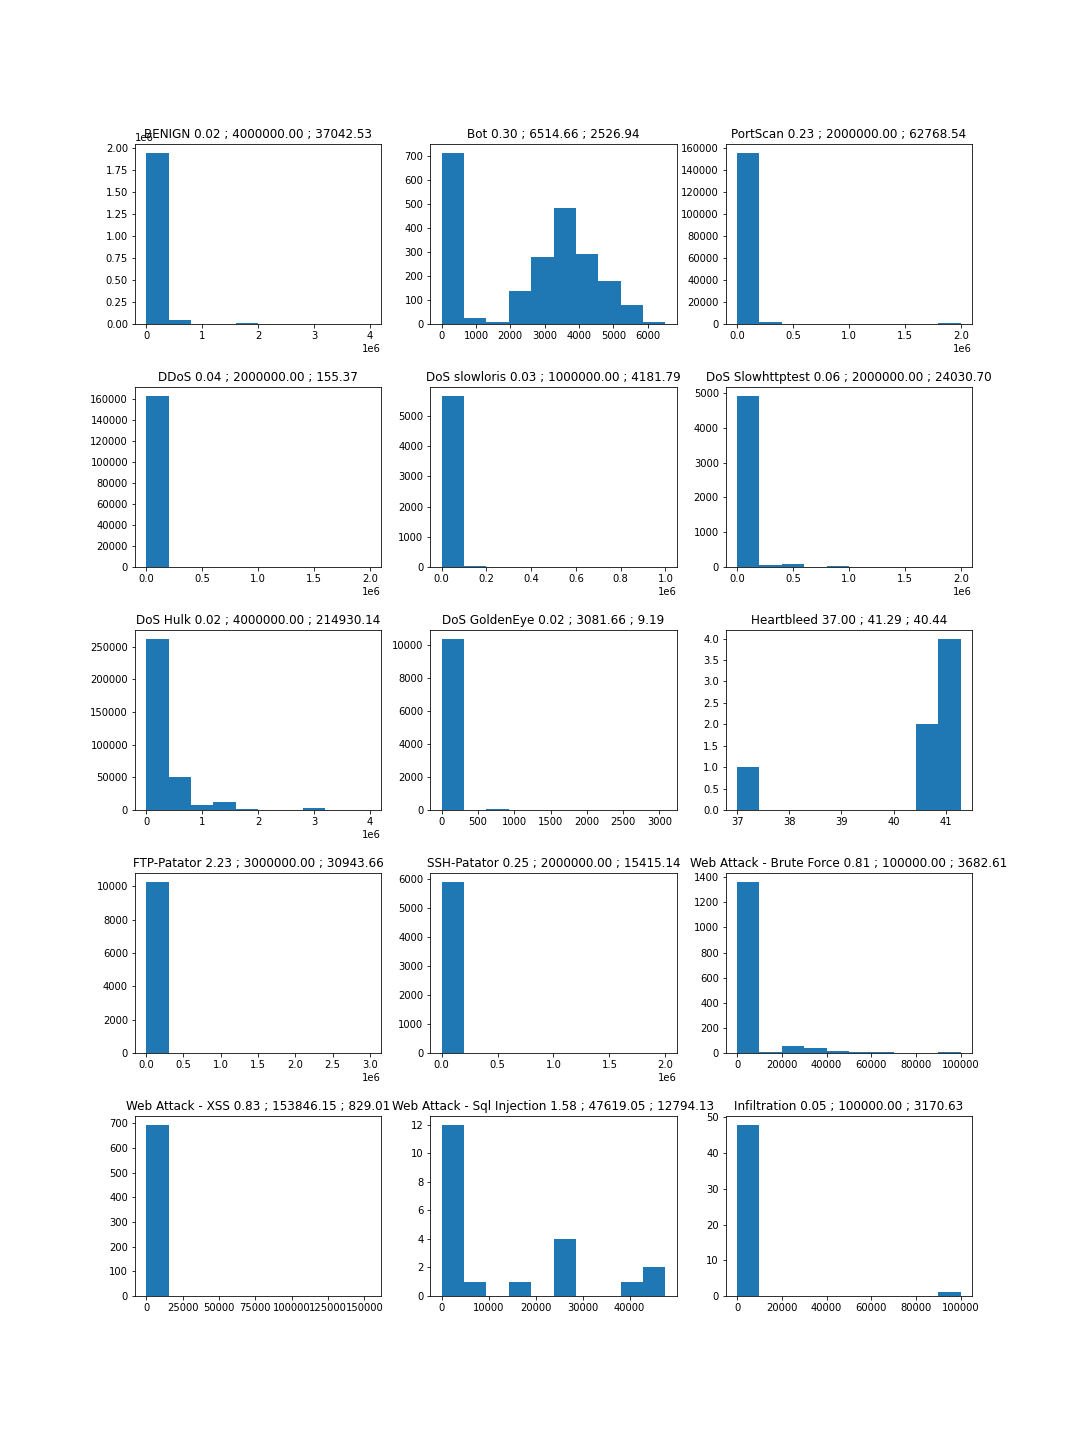 BENIGN 0.02 ; 4000000.00 ; 37042.53
2.00
1.75
1.50
1.25
1.00
0.75
0.50
0.25
0.00
0 1 2 3 4
1e6
Bot 0.30 ; 6514.66 ; 2526.94
700
600
500
400
300
200
100
0
0 1000 2000 3000 4000 5000 6000
PortScan 0.23 ; 2000000.00 ; 62768.54
160000
140000
120000
100000
80000
60000
40000
20000
0
0.0 0.5 1.0 1.5 2.0
1e6
DDoS 0.04 ; 2000000.00 ; 155.37
160000
140000
120000
100000
80000
60000
40000
20000
0
0.0 0.5 1.0 1.5 2.0
1e6
DoS slowloris 0.03 ; 1000000.00 ; 4181.79
5000
4000
3000
2000
1000
0
0.0 0.2 0.4 0.6 0.8 1.0
1e6
DoS Slowhttptest 0.06 ; 2000000.00 ; 24030.70
5000
4000
3000
2000
1000
0
0.0 0.5 1.0 1.5 2.0
1e6
DoS Hulk 0.02 ; 4000000.00 ; 214930.14
250000
200000
150000
100000
50000
0
0 1 2 3 4
1e6
DoS GoldenEye 0.02 ; 3081.66 ; 9.19
10000
8000
6000
4000
2000
0
0 500 1000 1500 2000 2500 3000
Heartbleed 37.00 ; 41.29 ; 40.44
4.0
3.5
3.0
2.5
2.0
1.5
1.0
0.5
0.0
37 38 39 40 41
FTP-Patator 2.23 ; 3000000.00 ; 30943.66
10000
8000
6000
4000
2000
0
0.0 0.5 1.0 1.5 2.0 2.5 3.0
1e6
SSH-Patator 0.25 ; 2000000.00 ; 15415.14
6000
5000
4000
3000
2000
1000
0
0.0 0.5 1.0 1.5 2.0
1e6
Web Attack - Brute Force 0.81 ; 100000.00 ; 3682.61
1400
1200
1000
800
600
400
200
0
0 20000 40000 60000 80000 100000
Web Attack - XSS 0.83 ; 153846.15 ; 829.01
700
600
500
400
300
200
100
0
0 25000 50000 75000 100000 125000 150000
Web Attack - Sql Injection 1.58 ; 47619.05 ; 12794.13
12
10
8
6
4
2
0
0 10000 20000 30000 40000
Infiltration 0.05 ; 100000.00 ; 3170.63
50
40
30
20
10
0
0 20000 40000 60000 80000 100000